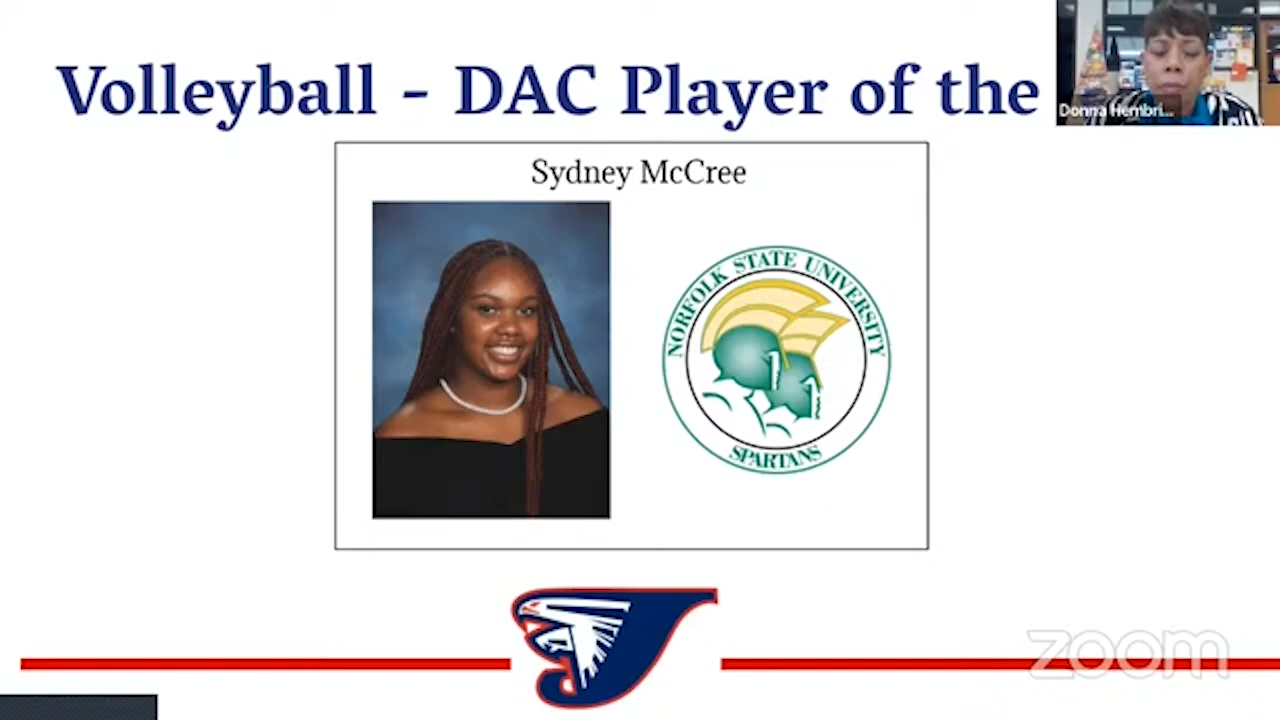 Volleyball - DAC Player of the
Donna Hembri...
Sydney McCree
NORFOLK STATE UNIVERSITY
SPARTANS
zoom